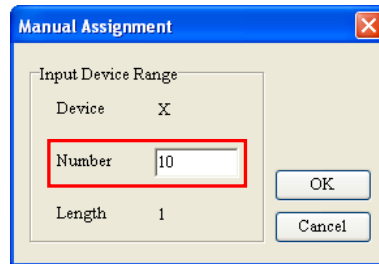 Manual Assignment
Input Device Range
Device X
Number 10
Length 1
OK
Cancel